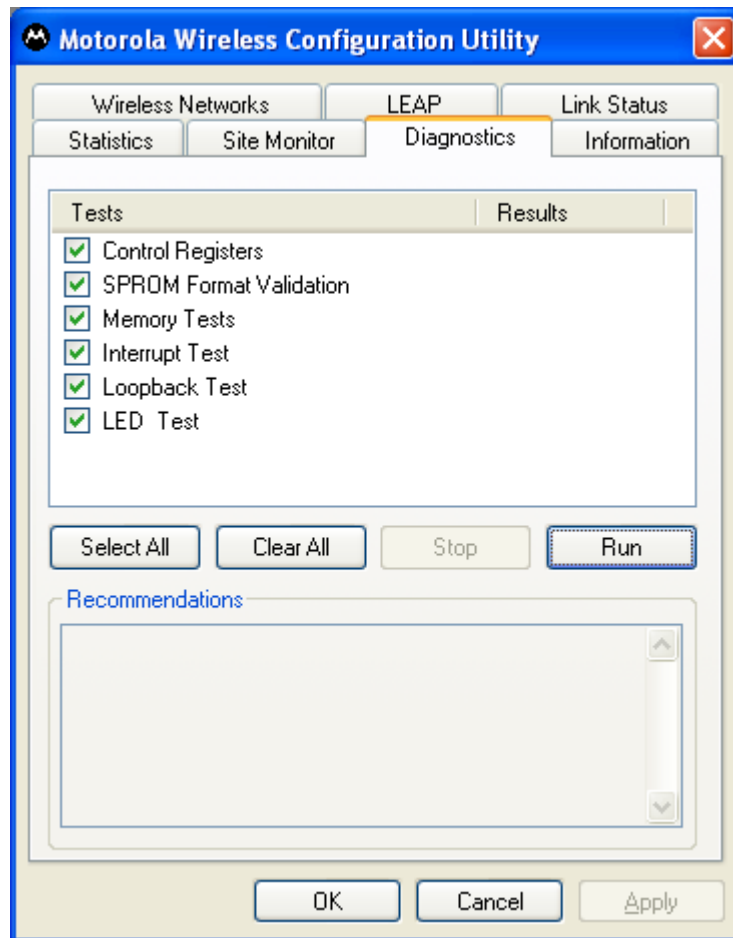 Motorola Wireless Configuration Utility
Wireless Networks LEAP Link Status
Statistics Site Monitor Diagnostics Information
Tests Results
Control Registers
SPROM Format Validation
Memory Tests
Interrupt Test
Loopback Test
LED Test
Select All Clear All Stop Run
Recommendations
OK Cancel Apply